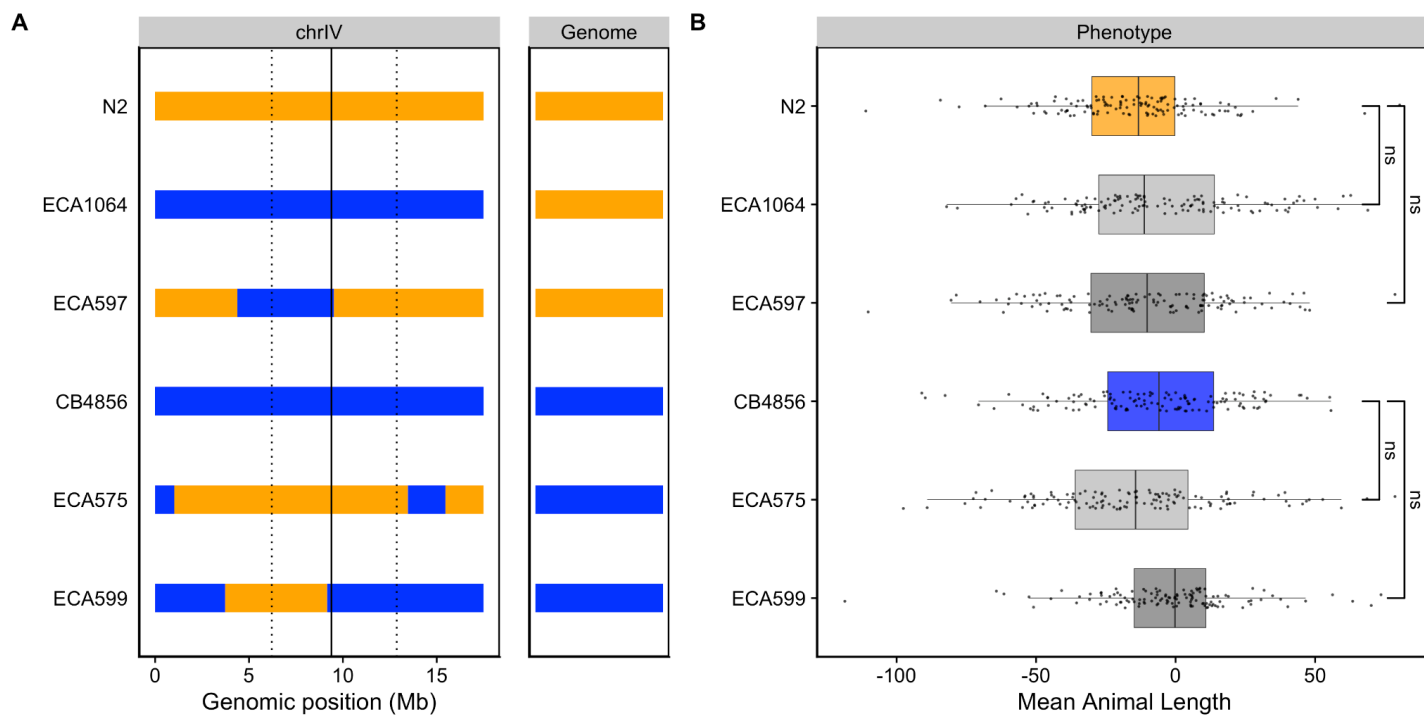 A
chrIV
Genome
N2
ECA1064
ECA597
CB4856
ECA575
ECA599
0
5
10
15
Genomic position (Mb)
B
Phenotype
N2
ECA1064
ECA597
CB4856
ECA575
ECA599
ns
ns
ns
ns
-100
-50
0
50
Mean Animal Length